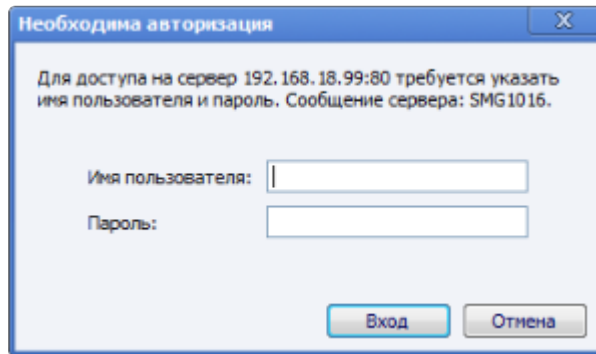 Необходима авторизация
Для доступа на сервер 192.168.18.99:80 требуется указать
имя пользователя и пароль. Сообщение сервера: SMG1016.
Имя пользователя:
Пароль:
Вход
Отмена